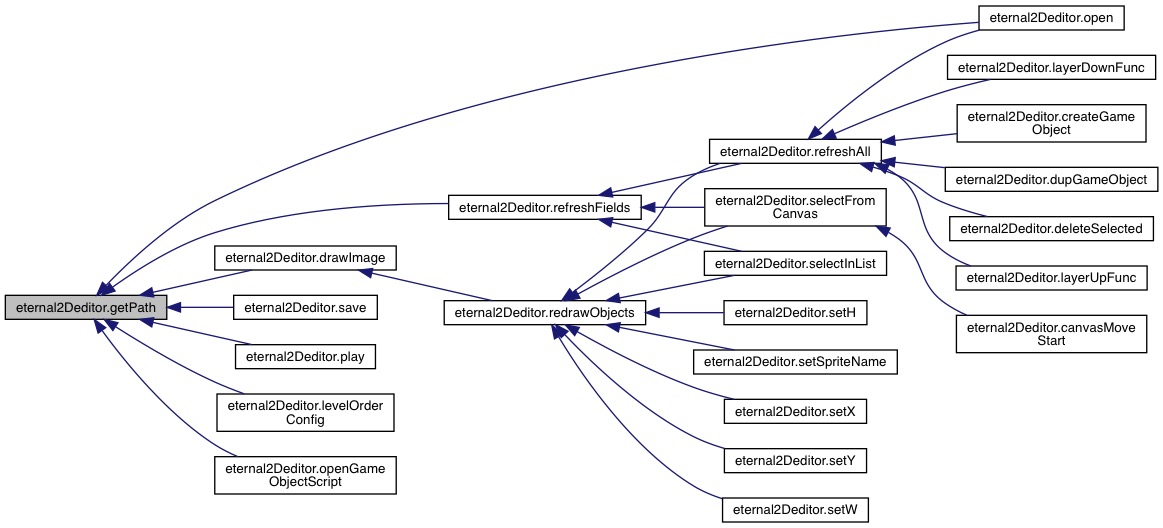 eternal2Deditor.open
eternal2Deditor.layerDownFunc
eternal2Deditor.createGame
Object
eternal2Deditor.refreshAll
eternal2Deditor.dupGameObject
eternal2Deditor.selectFrom
Canvas
eternal2Deditor.refreshFields
eternal2Deditor.deleteSelected
eternal2Deditor.drawImage
eternal2Deditor.selectInList
eternal2Deditor.layerUpFunc
eternal2Deditor.getPath
eternal2Deditor.save
eternal2Deditor.redrawObjects
eternal2Deditor.setH
eternal2Deditor.canvasMove
Start
eternal2Deditor.play
eternal2Deditor.setSpriteName
eternal2Deditor.levelOrder
Config
eternal2Deditor.setX
eternal2Deditor.setY
eternal2Deditor.openGame
ObjectScript
eternal2Deditor.setW